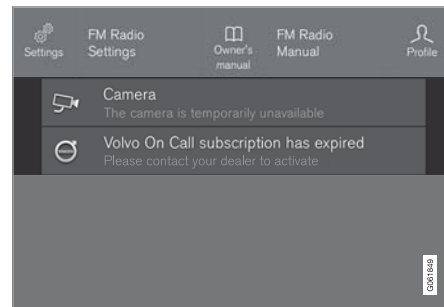 Settings
FM Radio
Settings
Owner's
manual
FM Radio
Manual
Profile
Camera
The camera is temporarily unavailable
Volvo On Call subscription has expired
Please contact your dealer to activate
G061849